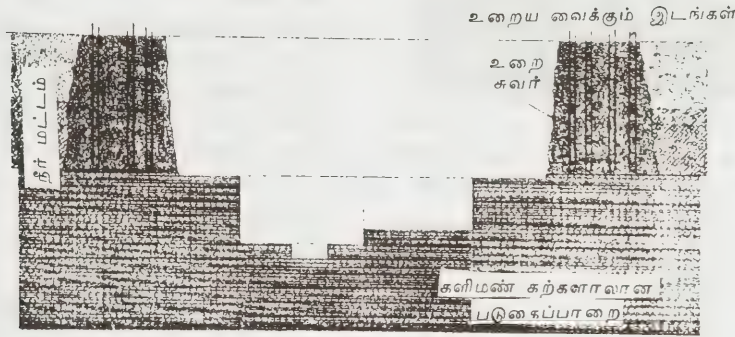 உறைய வைக்கும் இடங்கள்
உறை
சுவர்
நீர் மட்டம்
களிமண் கற்களாலான
படுகைப்பாறை